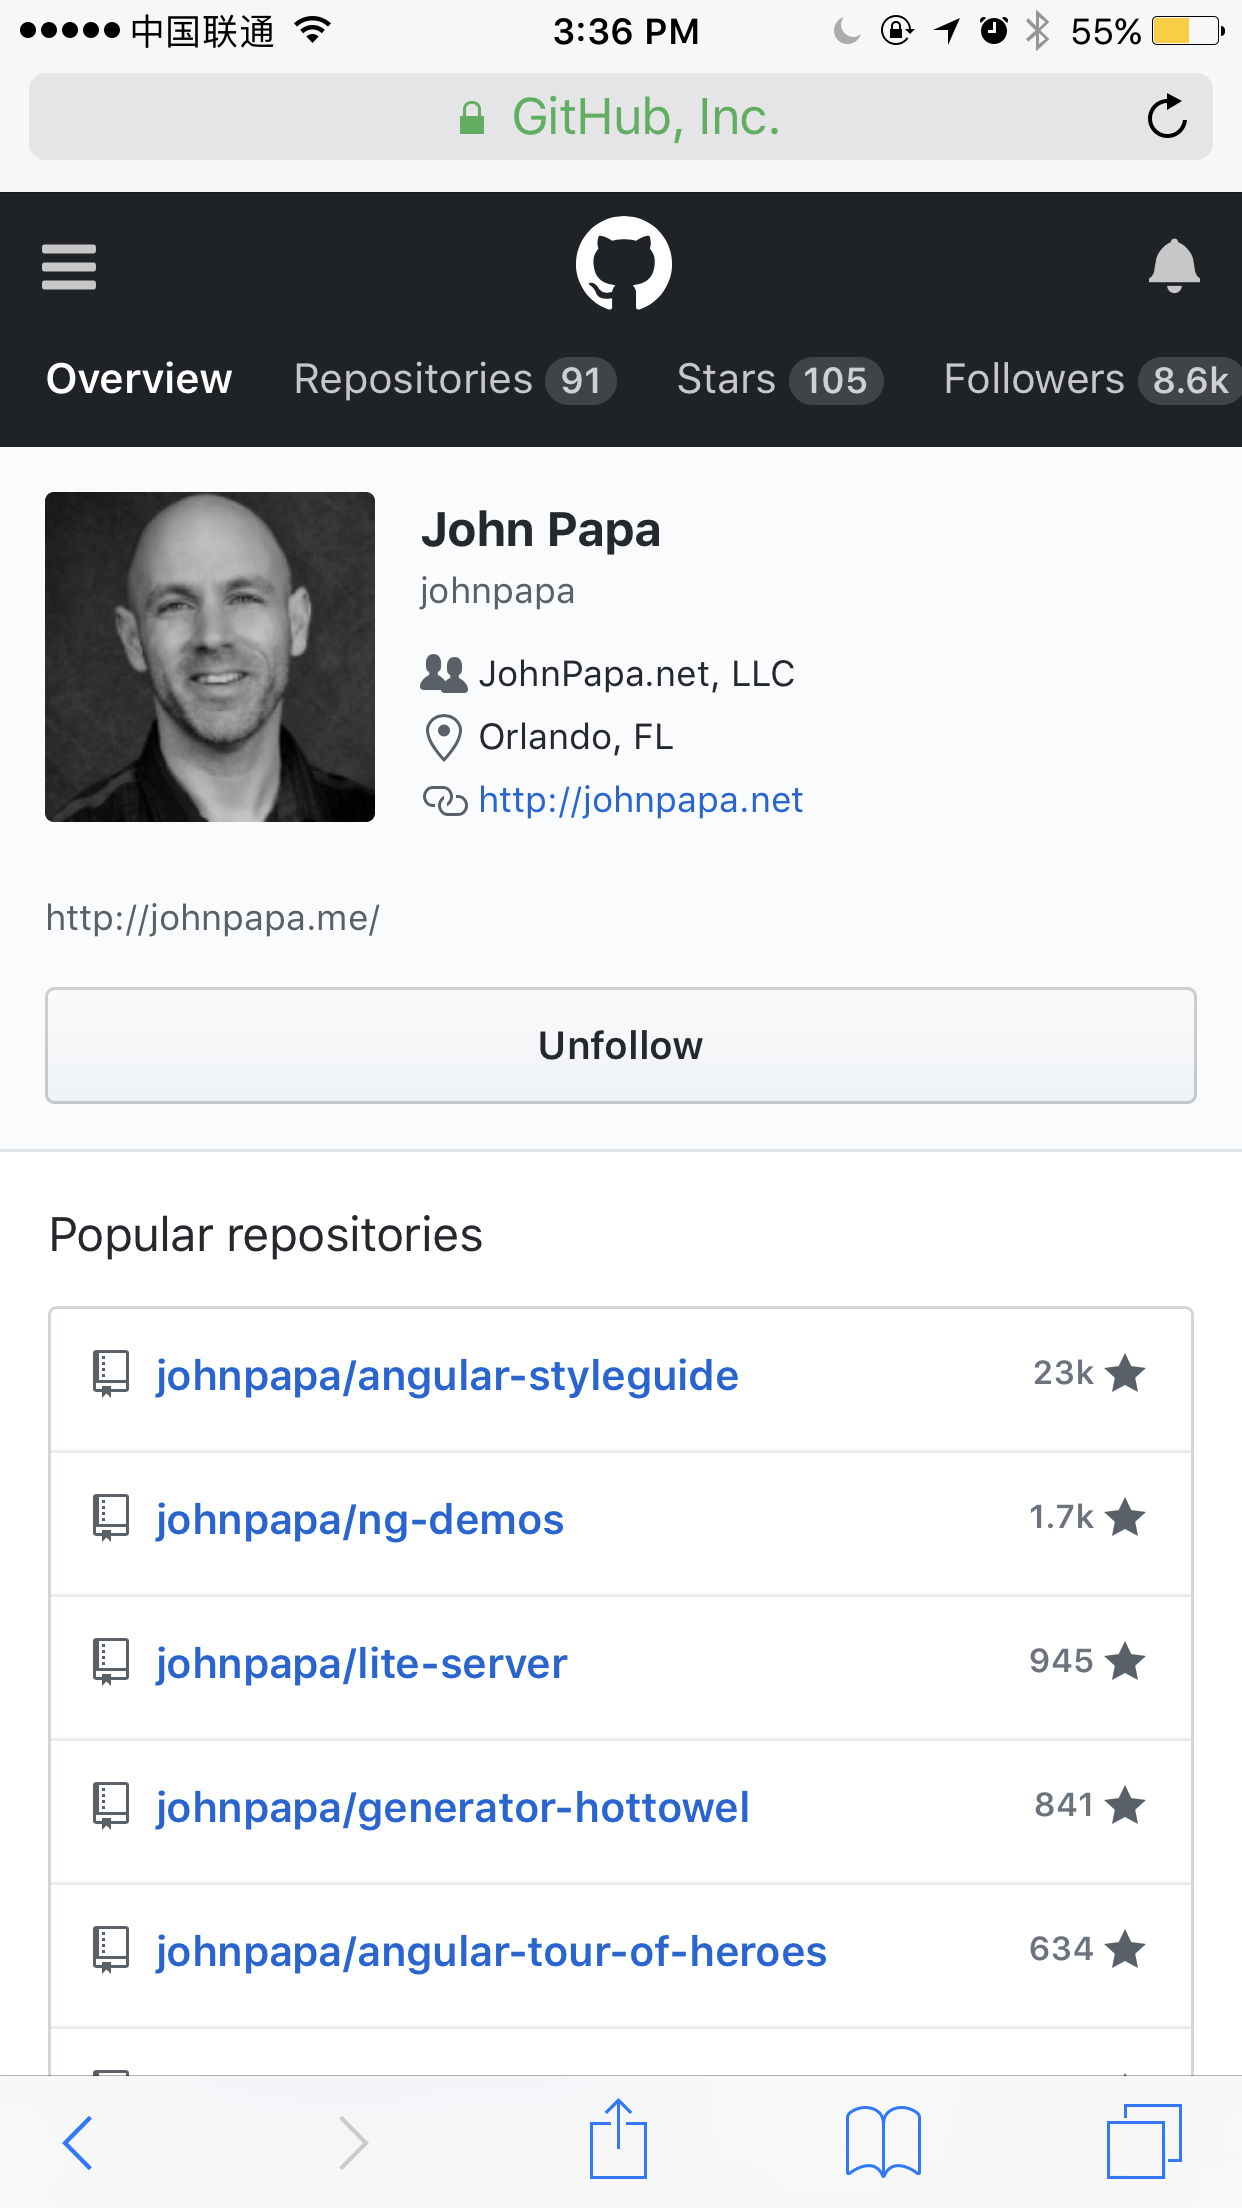 中国联通 3:36 PM 55%
GitHub, Inc.
Overview Repositories 91 Stars 105 Followers 8.6k
John Papa
johnpapa
JohnPapa.net, LLC
Orlando, FL
http://johnpapa.net
http://johnpapa.me/
Unfollow
Popular repositories
johnpapa/angular-styleguide 23k
johnpapa/ng-demos 1.7k
johnpapa/lite-server 945
johnpapa/generator-hottowel 841
johnpapa/angular-tour-of-heroes 634